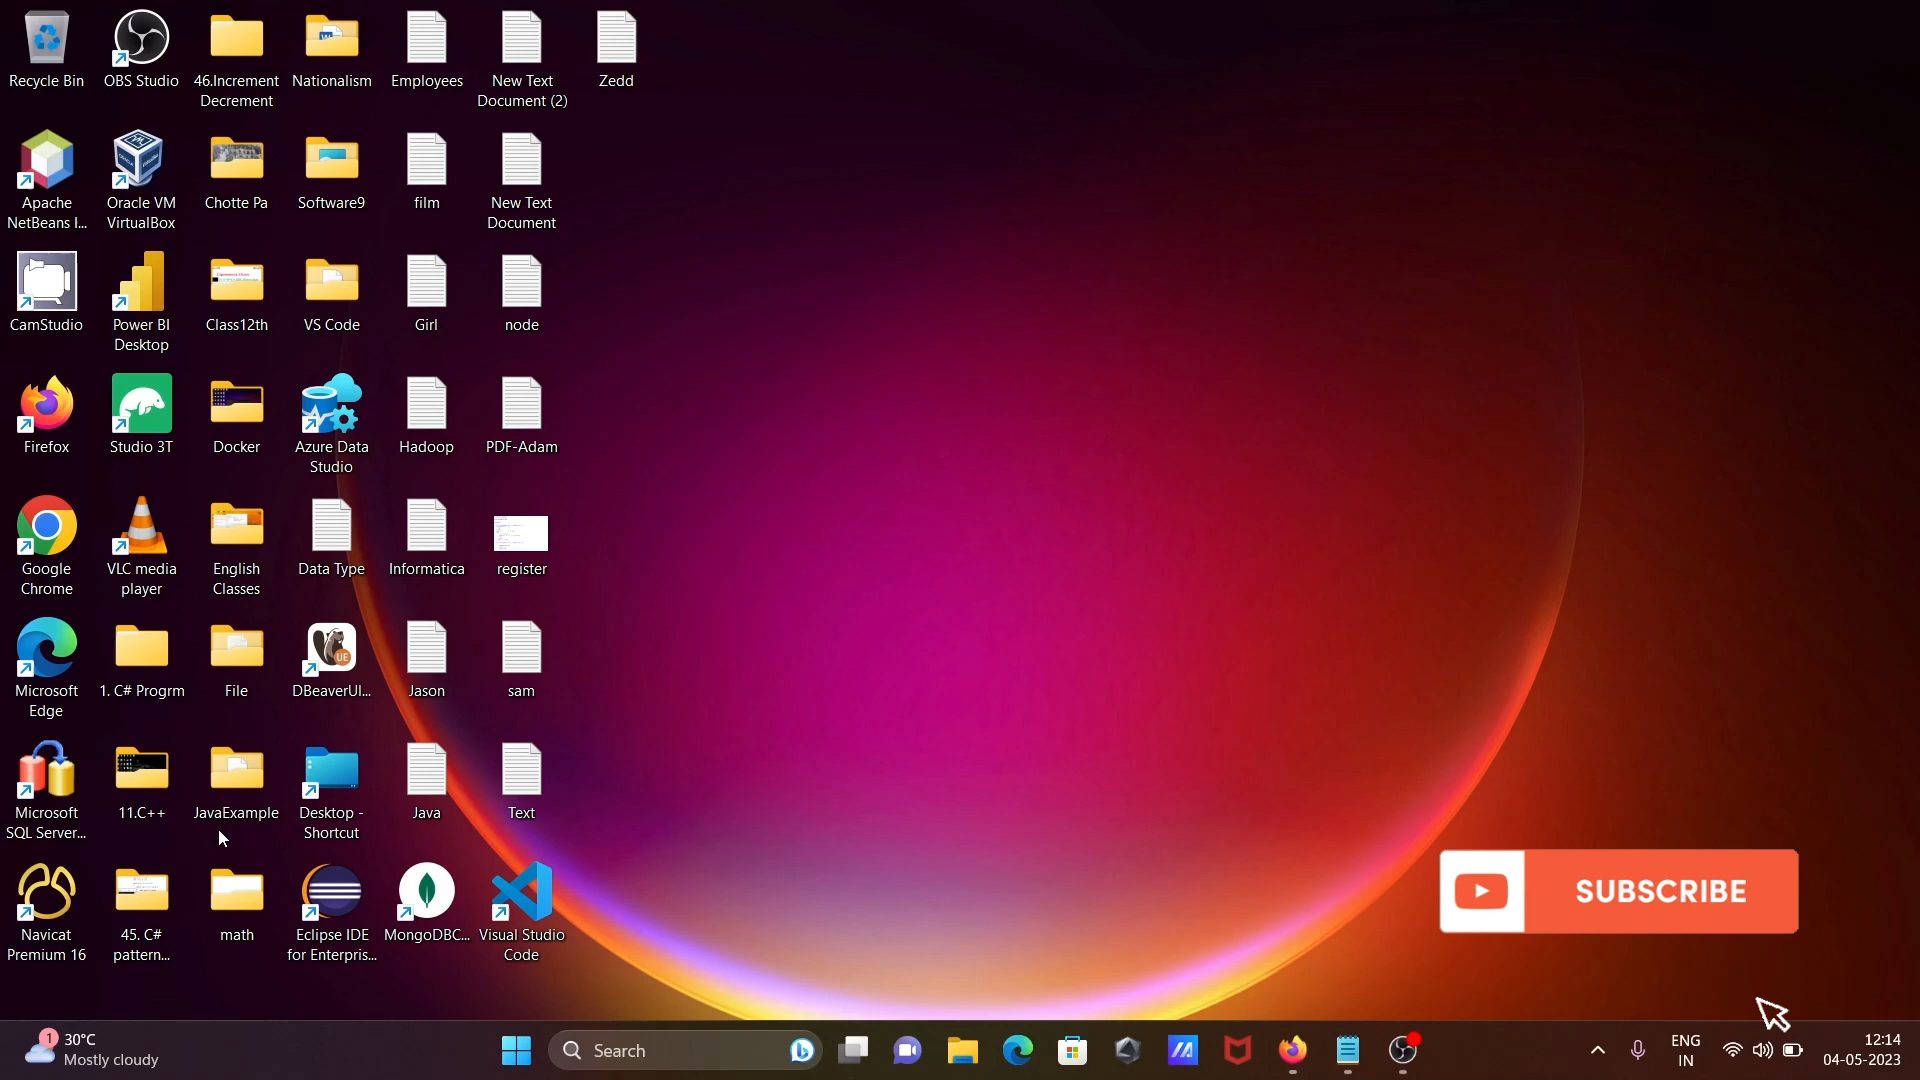 Recycle Bin
OBS Studio
46.Increment
Decrement
Nationalism
Employees
New Text
Document (2)
Zedd
Apache
NetBeans I...
Oracle VM
VirtualBox
Chotte Pa
Software9
film
New Text
Document
CamStudio
Power BI
Desktop
Class12th
VS Code
Girl
node
Firefox
Studio 3T
Docker
Azure Data
Studio
Hadoop
PDF-Adam
Google
Chrome
VLC media
player
English
Classes
Data Type
Informatica
register
Microsoft
Edge
1. C# Progrm
File
DBeaverUl...
Jason
sam
Microsoft
SQL Server...
11.C++
JavaExample
Desktop -
Shortcut
Java
Text
Navicat
Premium 16
45. C#
pattern...
math
Eclipse IDE
for Enterpris...
MongoDBC...
Visual Studio
Code
UE
SUBSCRIBE
1
30°C
Mostly cloudy
Search
ENG
IN
12:14
04-05-2023